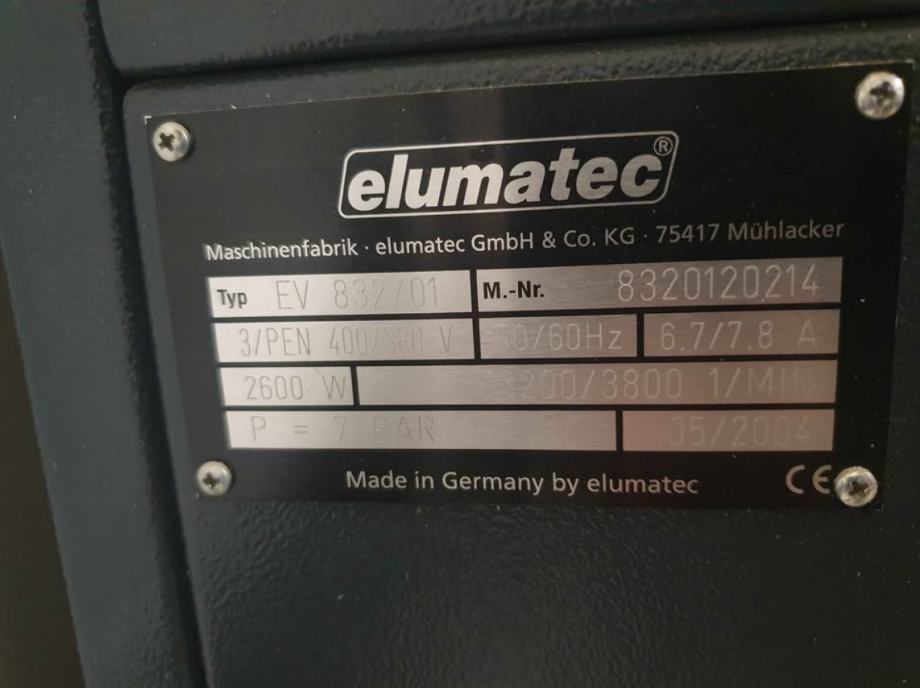 elumatec®
Maschinenfabrik · elumatec GmbH & Co. KG · 75417 Mühlacker
Typ EV 832/01 M.-Nr. 8320120214
3/PEN 400/380 V 50/60Hz 6.7/7.8 A
2600 W 3200/3800 1/MIN
P = 7 BAR 05/2004
Made in Germany by elumatec CE